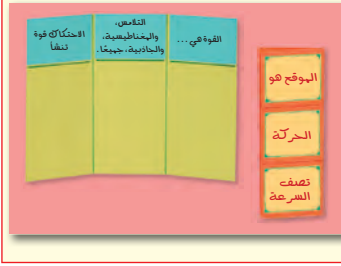 القوة هي...
التلامس،
والمغناطيسية،
والجاذبية، جميعًا.
الاحتكاك قوة
تنشأ
الموقع هو
الحركة
تصف
السرعة